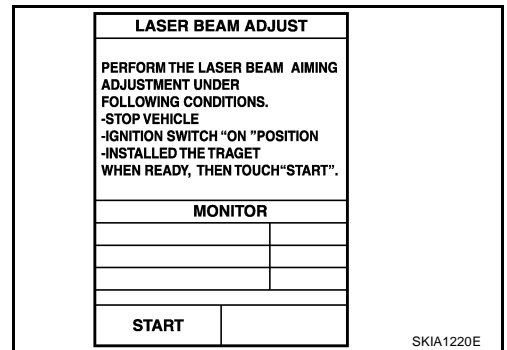 LASER BEAM ADJUST
PERFORM THE LASER BEAM AIMING
ADJUSTMENT UNDER
FOLLOWING CONDITIONS.
-STOP VEHICLE
-IGNITION SWITCH “ON ”POSITION
-INSTALLED THE TRAGET
WHEN READY, THEN TOUCH“START”.
MONITOR
START
SKIA1220E